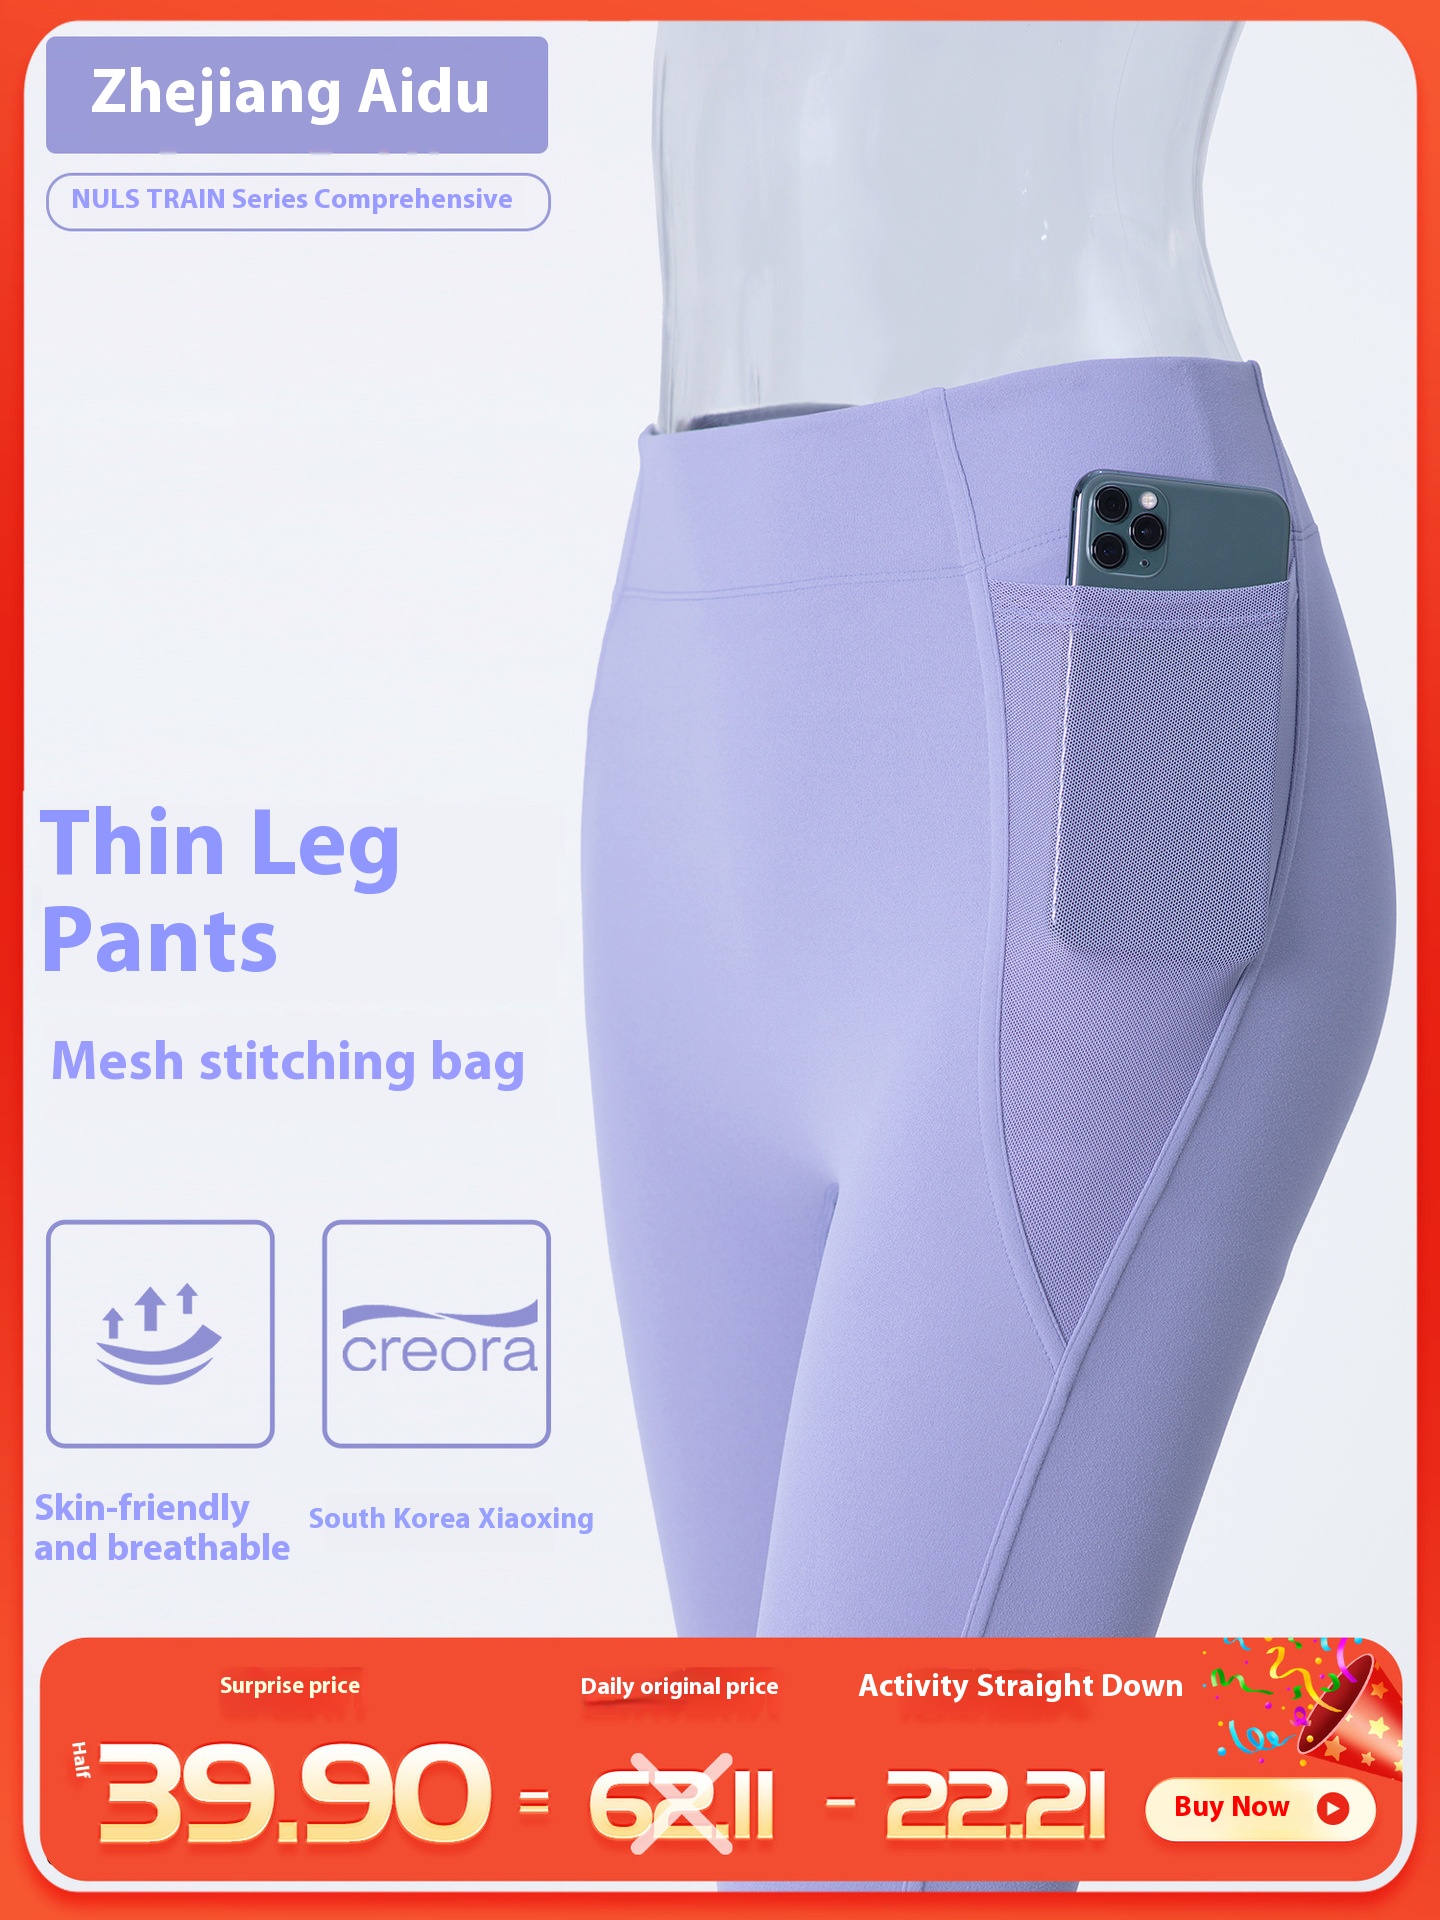 Zhejiang Aidu
NULS TRAIN Series Comprehensive
Thin Leg
Pants
Mesh stitching bag
creora
Skin-friendly
and breathable
South Korea Xiaoxing
Surprise price
Daily original price
Activity Straight Down
Half
39.90 = 62.11 - 22.21
Buy Now